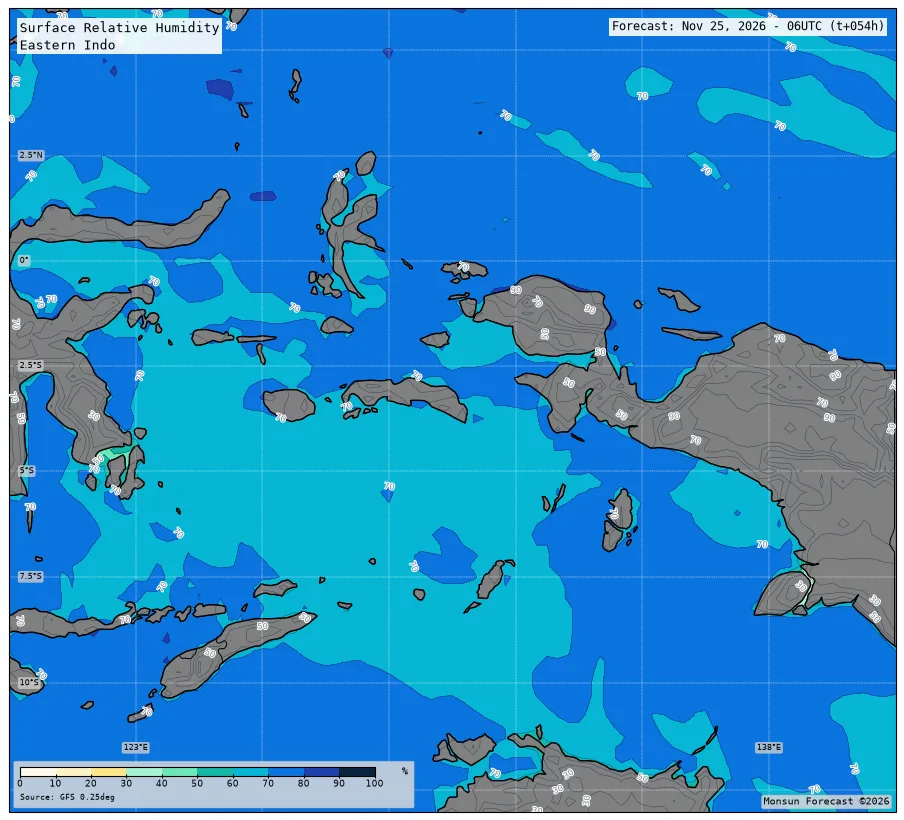 Surface Relative Humidity
Eastern Indo
Forecast: Nov 25, 2026 - 06UTC (t+054h)
2.5°N
0°
2.5°S
5°S
7.5°S
10°S
123°E
138°E
0 10 20 30 40 50 60 70 80 90 100 %
Source: GFS 0.25deg
Monsun Forecast ©2026